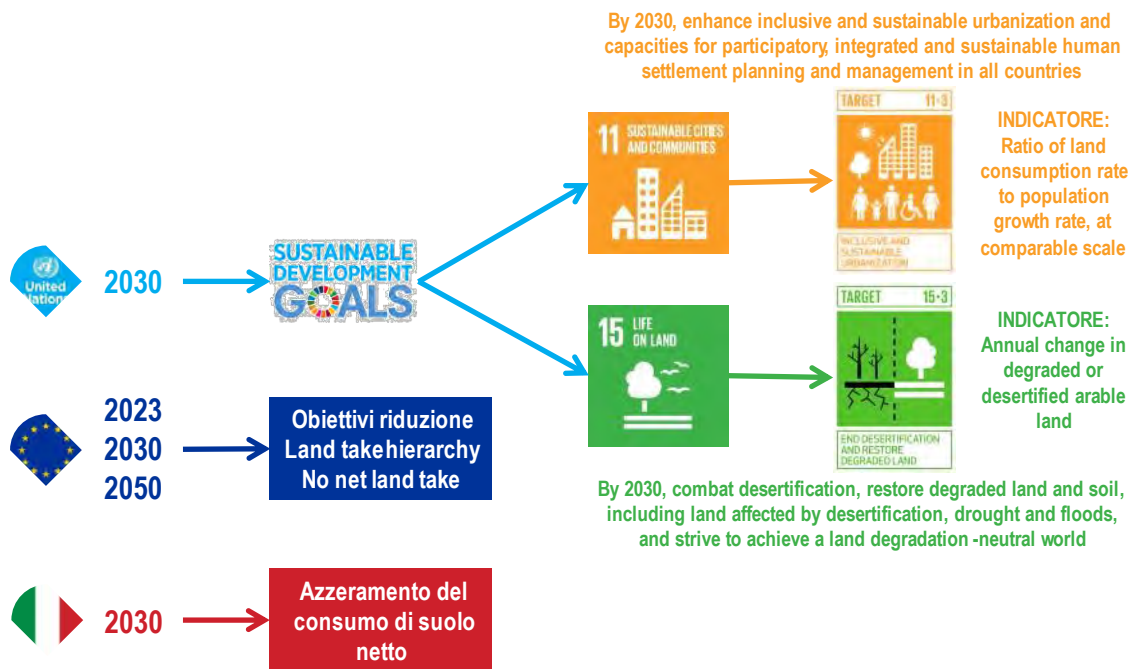 By 2030, enhance inclusive and sustainable urbanization and
capacities for participatory, integrated and sustainable human
settlement planning and management in all countries
TARGET 11·3
11 SUSTAINABLE CITIES
AND COMMUNITIES
INCLUSIVE AND
SUSTAINABLE
URBANIZATION
INDICATORE:
Ratio of land
consumption rate
to population
growth rate, at
comparable scale
United
Nations
2030
SUSTAINABLE
DEVELOPMENT
GOALS
15 LIFE
ON LAND
TARGET 15·3
END DESERTIFICATION
AND RESTORE
DEGRADED LAND
INDICATORE:
Annual change in
degraded or
desertified arable
land
2023
2030
2050
Obiettivi riduzione
Land take hierarchy
No net land take
By 2030, combat desertification, restore degraded land and soil,
including land affected by desertification, drought and floods,
and strive to achieve a land degradation -neutral world
2030
Azzeramento del
consumo di suolo
netto